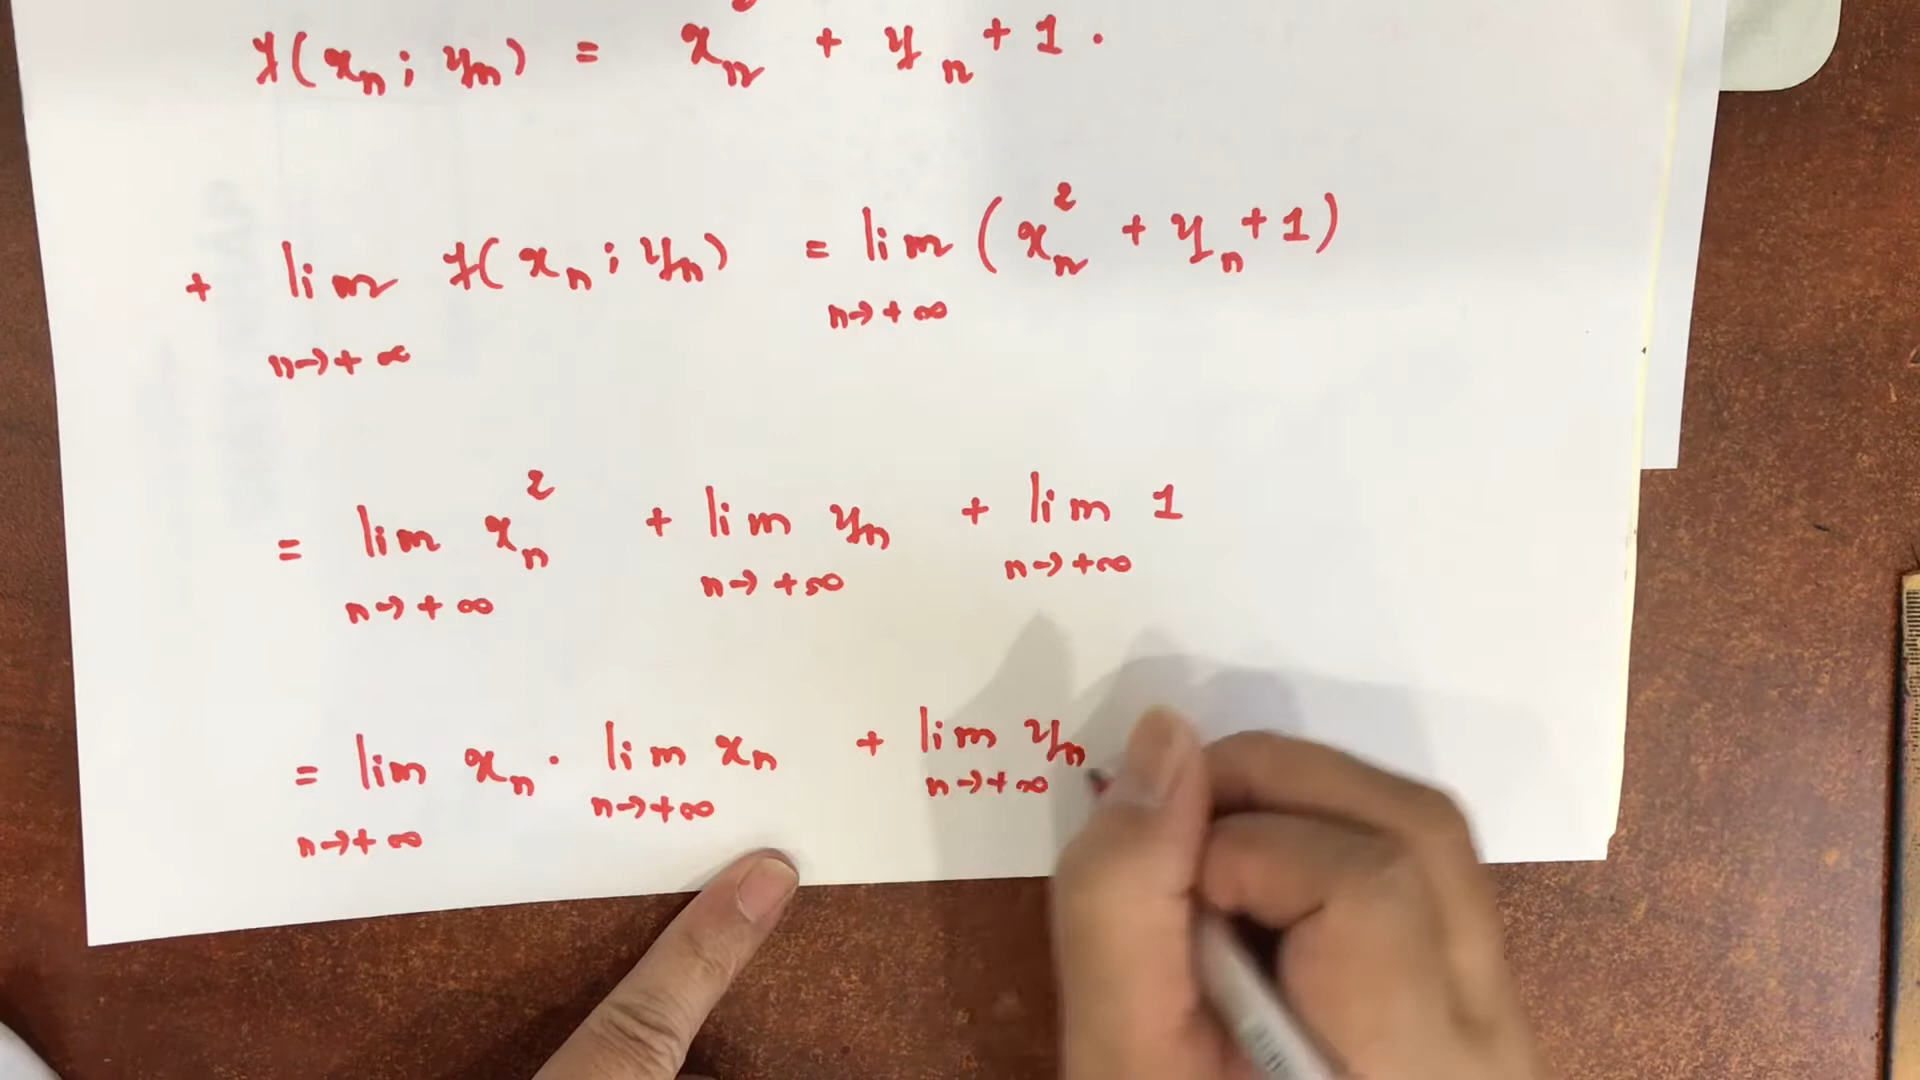 f(xₙ; yₙ) = xₙ² + yₙ + 1.
+ lim f(xₙ; yₙ) = lim (xₙ² + yₙ + 1)
n→+∞ n→+∞
= lim xₙ² + lim yₙ + lim 1
n→+∞ n→+∞ n→+∞
= lim xₙ · lim xₙ + lim yₙ
n→+∞ n→+∞ n→+∞